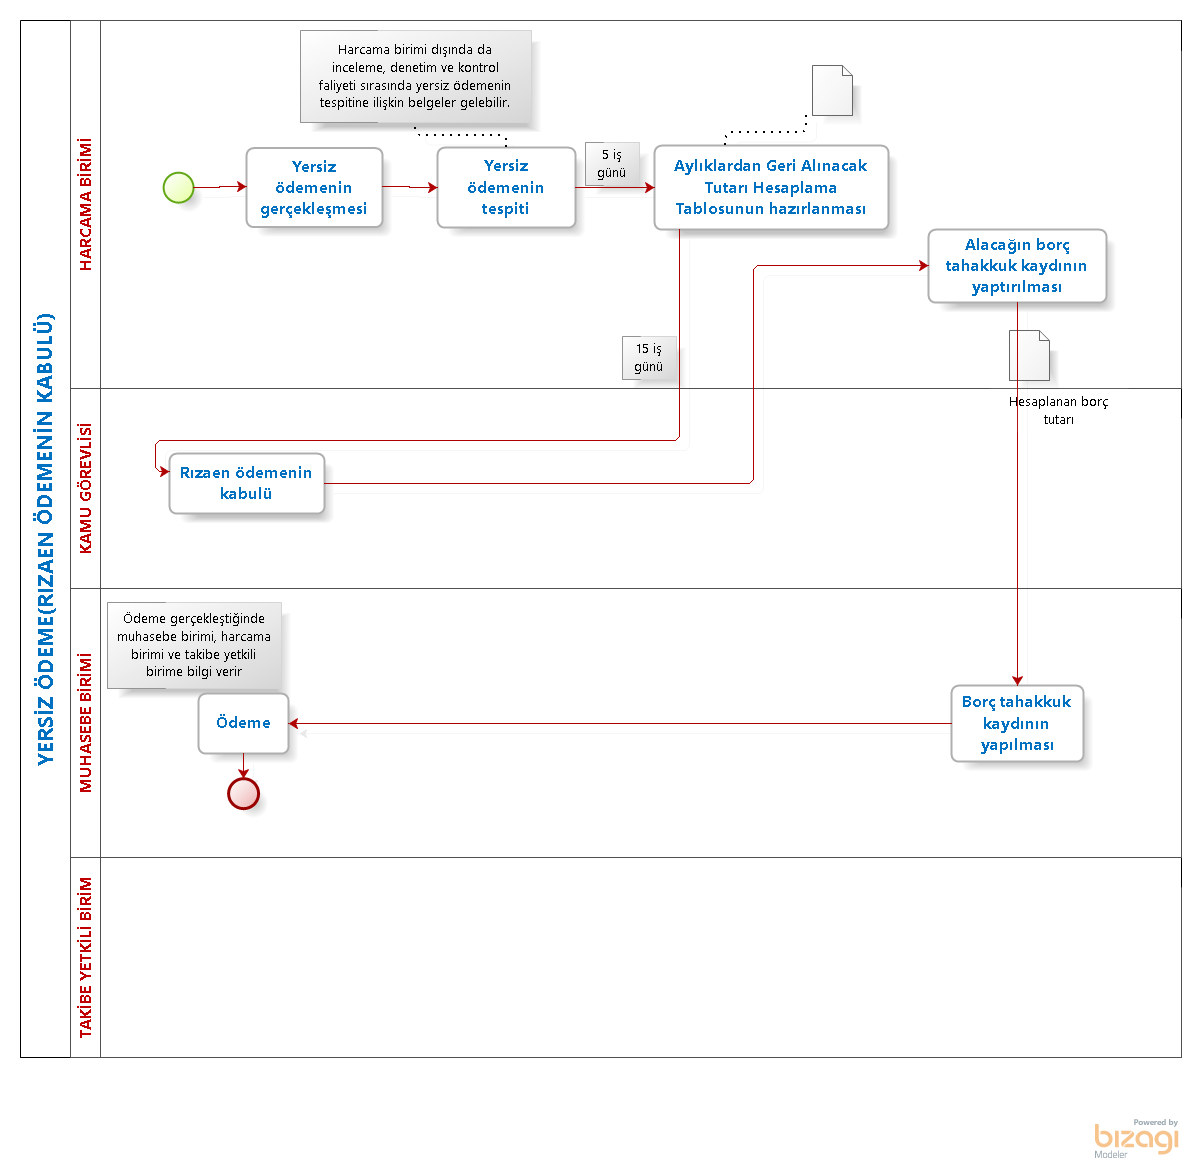 YERSİZ ÖDEME(RIZAEN ÖDEMENİN KABULÜ)
HARCAMA BİRİMİ
Harcama birimi dışında da
inceleme, denetim ve kontrol
faliyeti sırasında yersiz ödemenin
tespitine ilişkin belgeler gelebilir.
Yersiz
ödemenin
gerçekleşmesi
Yersiz
ödemenin
tespiti
5 iş
günü
Aylıklardan Geri Alınacak
Tutarı Hesaplama
Tablosunun hazırlanması
Alacağın borç
tahakkuk kaydının
yaptırılması
15 iş
günü
Hesaplanan borç
tutarı
KAMU GÖREVLİSİ
Rızaen ödemenin
kabulü
MUHASEBE BİRİMİ
Ödeme gerçekleştiğinde
muhasebe birimi, harcama
birimi ve takibe yetkili
birime bilgi verir
Ödeme
Borç tahakkuk
kaydının
yapılması
TAKİBE YETKİLİ BİRİM
Powered by
bizagi
Modeler